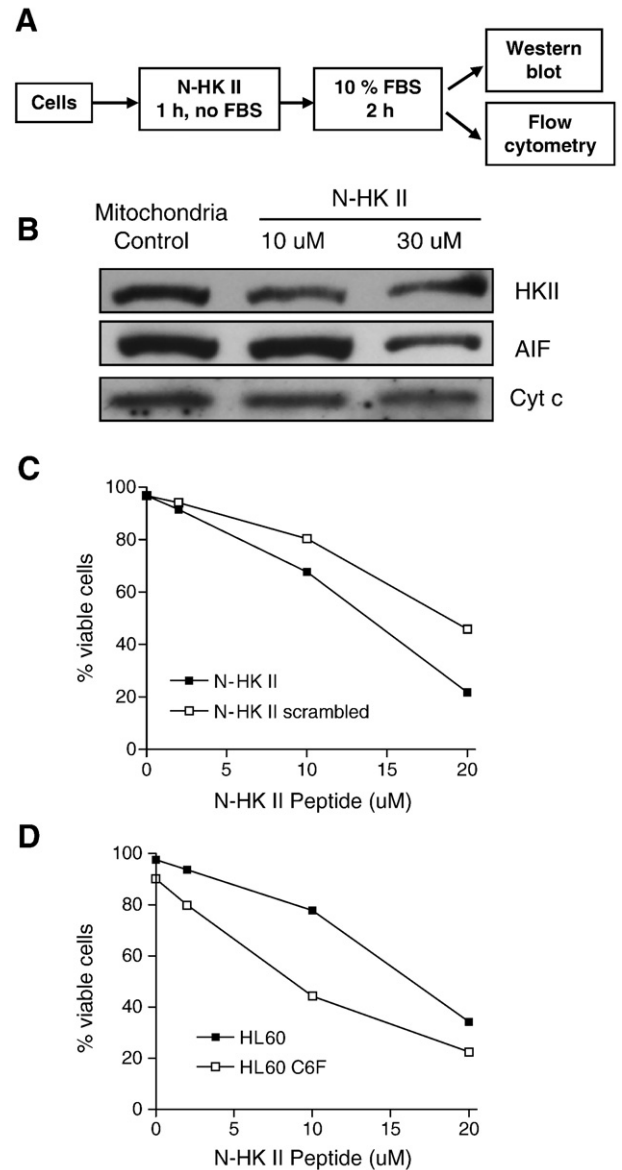 A
Cells
N-HK II
1 h, no FBS
10 % FBS
2 h
Western
blot
Flow
cytometry
B
Mitochondria
Control
N-HK II
10 uM
30 uM
HKII
AIF
Cyt c
C
100
80
60
40
20
0
% viable cells
N-HK II
N-HK II scrambled
0 5 10 15 20
N-HK II Peptide (uM)
D
100
80
60
40
20
0
% viable cells
HL60
HL60 C6F
0 5 10 15 20
N-HK II Peptide (uM)